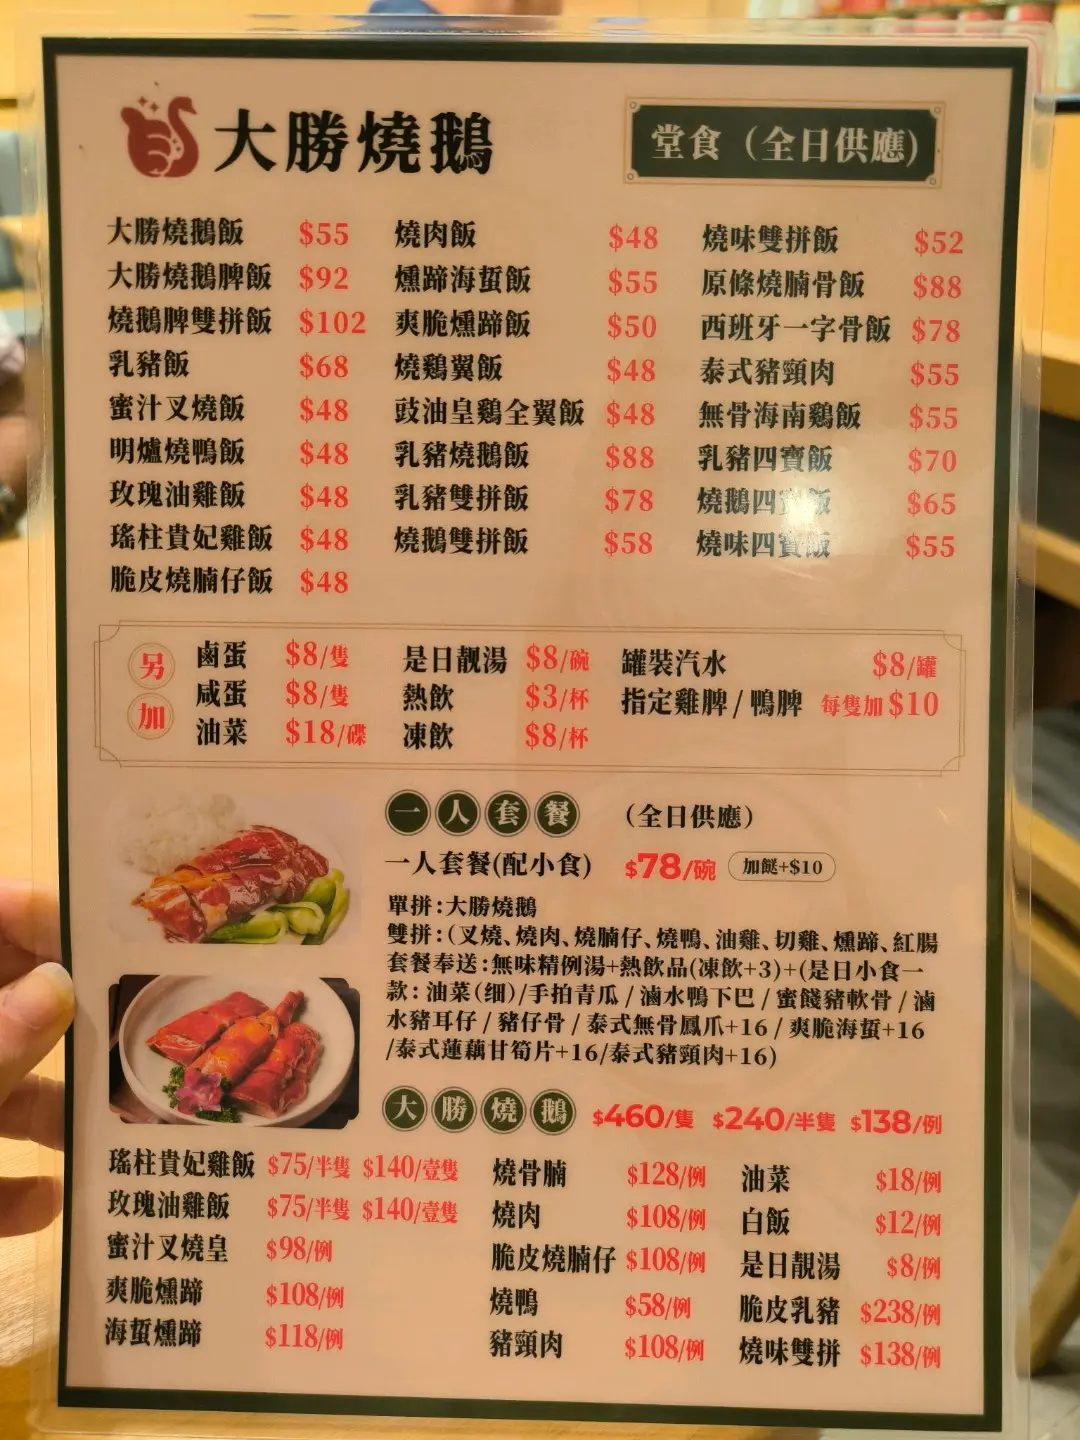 大勝燒鵝
堂食（全日供應）
大勝燒鵝飯 $55
大勝燒鵝脾飯 $92
燒鵝脾雙拼飯 $102
乳豬飯 $68
蜜汁叉燒飯 $48
明爐燒鴨飯 $48
玫瑰油雞飯 $48
瑤柱貴妃雞飯 $48
脆皮燒腩仔飯 $48
燒肉飯 $48
燻蹄海蜇飯 $55
爽脆燻蹄飯 $50
燒鷄翼飯 $48
豉油皇鷄全翼飯 $48
乳豬燒鵝飯 $88
乳豬雙拼飯 $78
燒鵝雙拼飯 $58
燒味雙拼飯 $52
原條燒腩骨飯 $88
西班牙一字骨飯 $78
泰式豬頸肉 $55
無骨海南鷄飯 $55
乳豬四寶飯 $70
燒鵝四寶飯 $65
燒味四寶飯 $55
另加
鹵蛋 $8/隻
咸蛋 $8/隻
油菜 $18/碟
是日靚湯 $8/碗
熱飲 $3/杯
凍飲 $8/杯
罐裝汽水 $8/罐
指定雞脾 / 鴨脾 每隻加 $10
一人套餐 （全日供應）
一人套餐(配小食) $78/碗 加餸+$10
單拼：大勝燒鵝
雙拼：(叉燒、燒肉、燒腩仔、燒鴨、油雞、切雞、燻蹄、紅腸
套餐奉送：無味精例湯+熱飲品(凍飲+3)+(是日小食一
款：油菜(细)/手拍青瓜 / 滷水鴨下巴 / 蜜餞豬軟骨 / 滷
水豬耳仔 / 豬仔骨 / 泰式無骨鳳爪+16 / 爽脆海蜇+16
/泰式蓮藕甘筍片+16/泰式豬頸肉+16)
大勝燒鵝 $460/隻 $240/半隻 $138/例
瑤柱貴妃雞飯 $75/半隻 $140/壹隻
玫瑰油雞飯 $75/半隻 $140/壹隻
蜜汁叉燒皇 $98/例
爽脆燻蹄 $108/例
海蜇燻蹄 $118/例
燒骨腩 $128/例
燒肉 $108/例
脆皮燒腩仔 $108/例
燒鴨 $58/例
豬頸肉 $108/例
油菜 $18/例
白飯 $12/例
是日靚湯 $8/例
脆皮乳豬 $238/例
燒味雙拼 $138/例